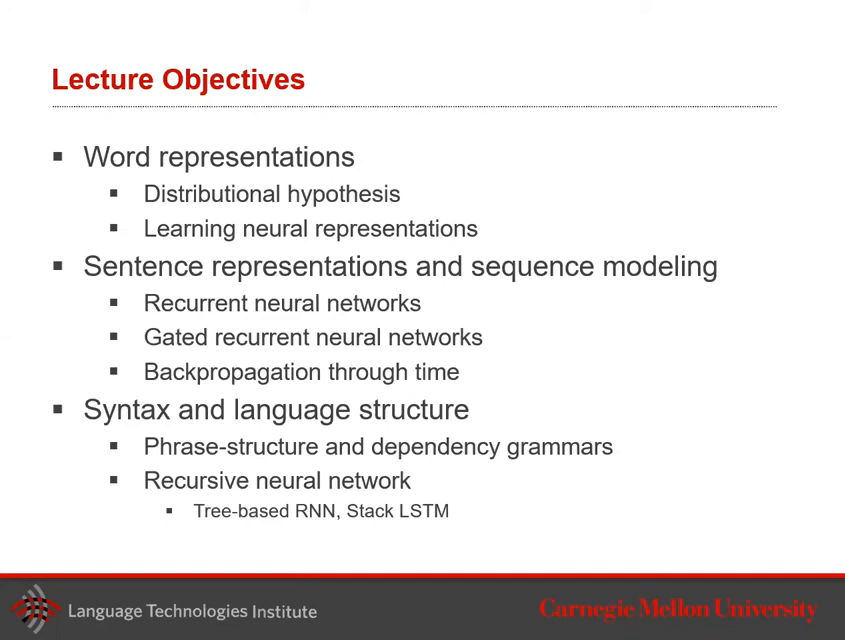 Lecture Objectives
▪ Word representations
▪ Distributional hypothesis
▪ Learning neural representations
▪ Sentence representations and sequence modeling
▪ Recurrent neural networks
▪ Gated recurrent neural networks
▪ Backpropagation through time
▪ Syntax and language structure
▪ Phrase-structure and dependency grammars
▪ Recursive neural network
▪ Tree-based RNN, Stack LSTM
Language Technologies Institute
Carnegie Mellon University